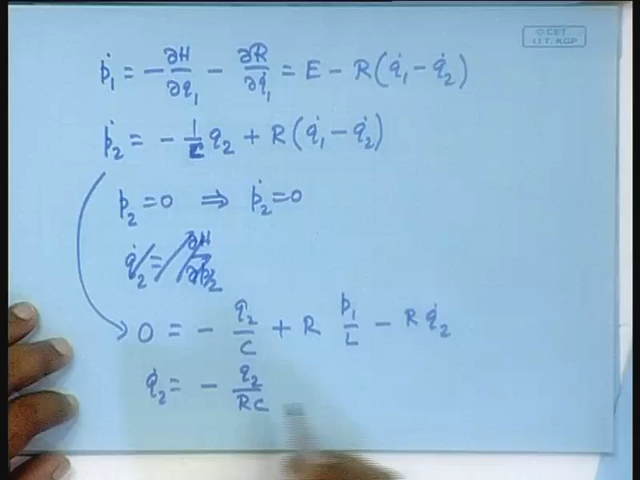 © CET
I.I.T. KGP
ṗ₁ = −∂H/∂q₁ − ∂R/∂q̇₁ = E − R(q̇₁ − q̇₂)
ṗ₂ = −1/C q₂ + R(q̇₁ − q̇₂)
p₂ = 0 ⇒ ṗ₂ = 0
q̇₂ = ∂H/∂p₂
0 = − q₂/C + R p₁/L − R q̇₂
q̇₂ = − q₂/RC